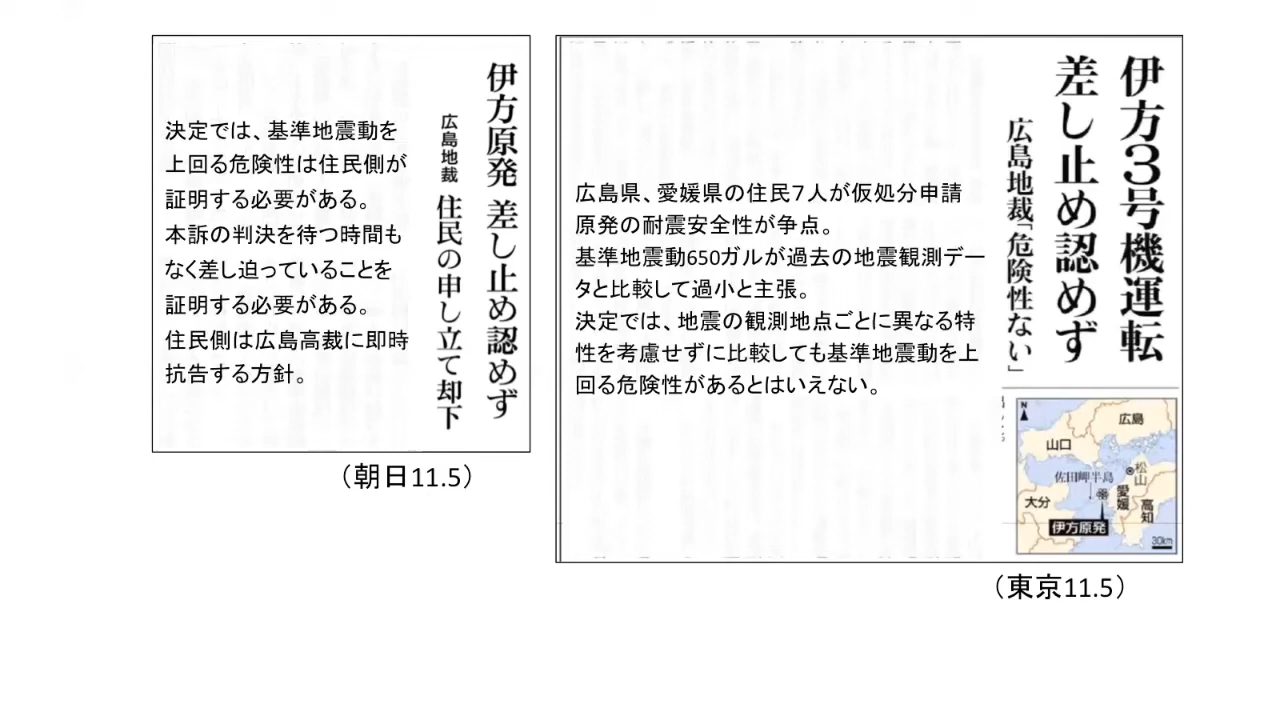 伊方原発 差し止め認めず
広島地裁 住民の申し立て却下
決定では、基準地震動を
上回る危険性は住民側が
証明する必要がある。
本訴の判決を待つ時間も
なく差し迫っていることを
証明する必要がある。
住民側は広島高裁に即時
抗告する方針。
（朝日11.5）
伊方3号機運転
差し止め認めず
広島地裁「危険性ない」
広島県、愛媛県の住民７人が仮処分申請
原発の耐震安全性が争点。
基準地震動650ガルが過去の地震観測デー
タと比較して過小と主張。
決定では、地震の観測地点ごとに異なる特
性を考慮せずに比較しても基準地震動を上
回る危険性があるとはいえない。
N
広島
山口
松山
佐田岬半島
愛媛
大分
高知
伊方原発
30km
（東京11.5）